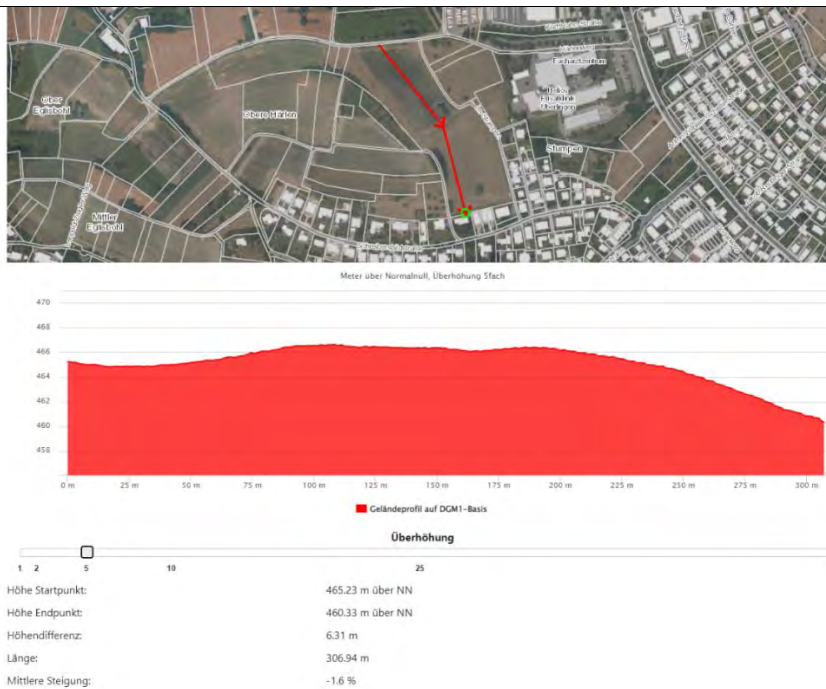 Ober
Eglisbohl
Obere Härlen
Stumpen
Mittler
Eglisbohl
Meter über Normalnull, Überhöhung 5fach
470
468
466
464
462
460
458
0 m 25 m 50 m 75 m 100 m 125 m 150 m 175 m 200 m 225 m 250 m 275 m 300 m
Geländeprofil auf DGM1-Basis
Überhöhung
1 2 5 10 25
Höhe Startpunkt: 465.23 m über NN
Höhe Endpunkt: 460.33 m über NN
Höhendifferenz: 6.31 m
Länge: 306.94 m
Mittlere Steigung: -1.6 %